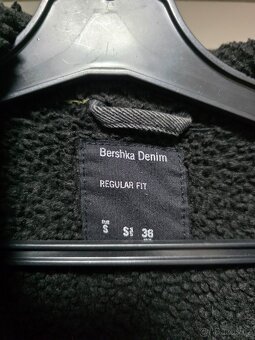 Bershka Denim
REGULAR FIT
S 36